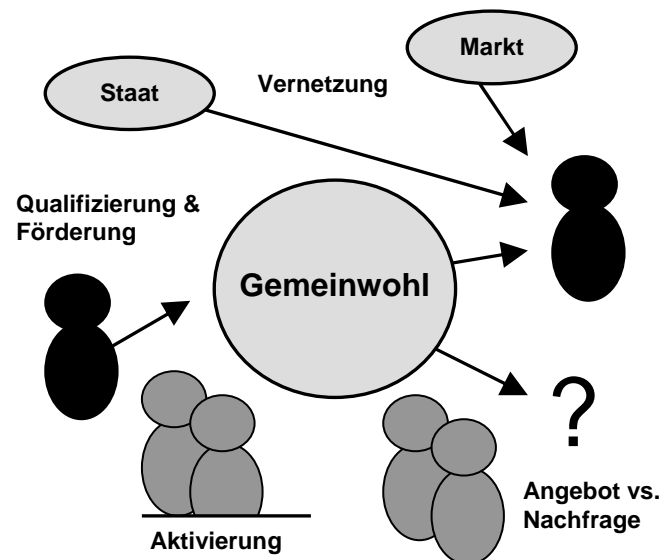 Markt
Staat
Vernetzung
Qualifizierung &
Förderung
Gemeinwohl
?
Angebot vs.
Nachfrage
Aktivierung